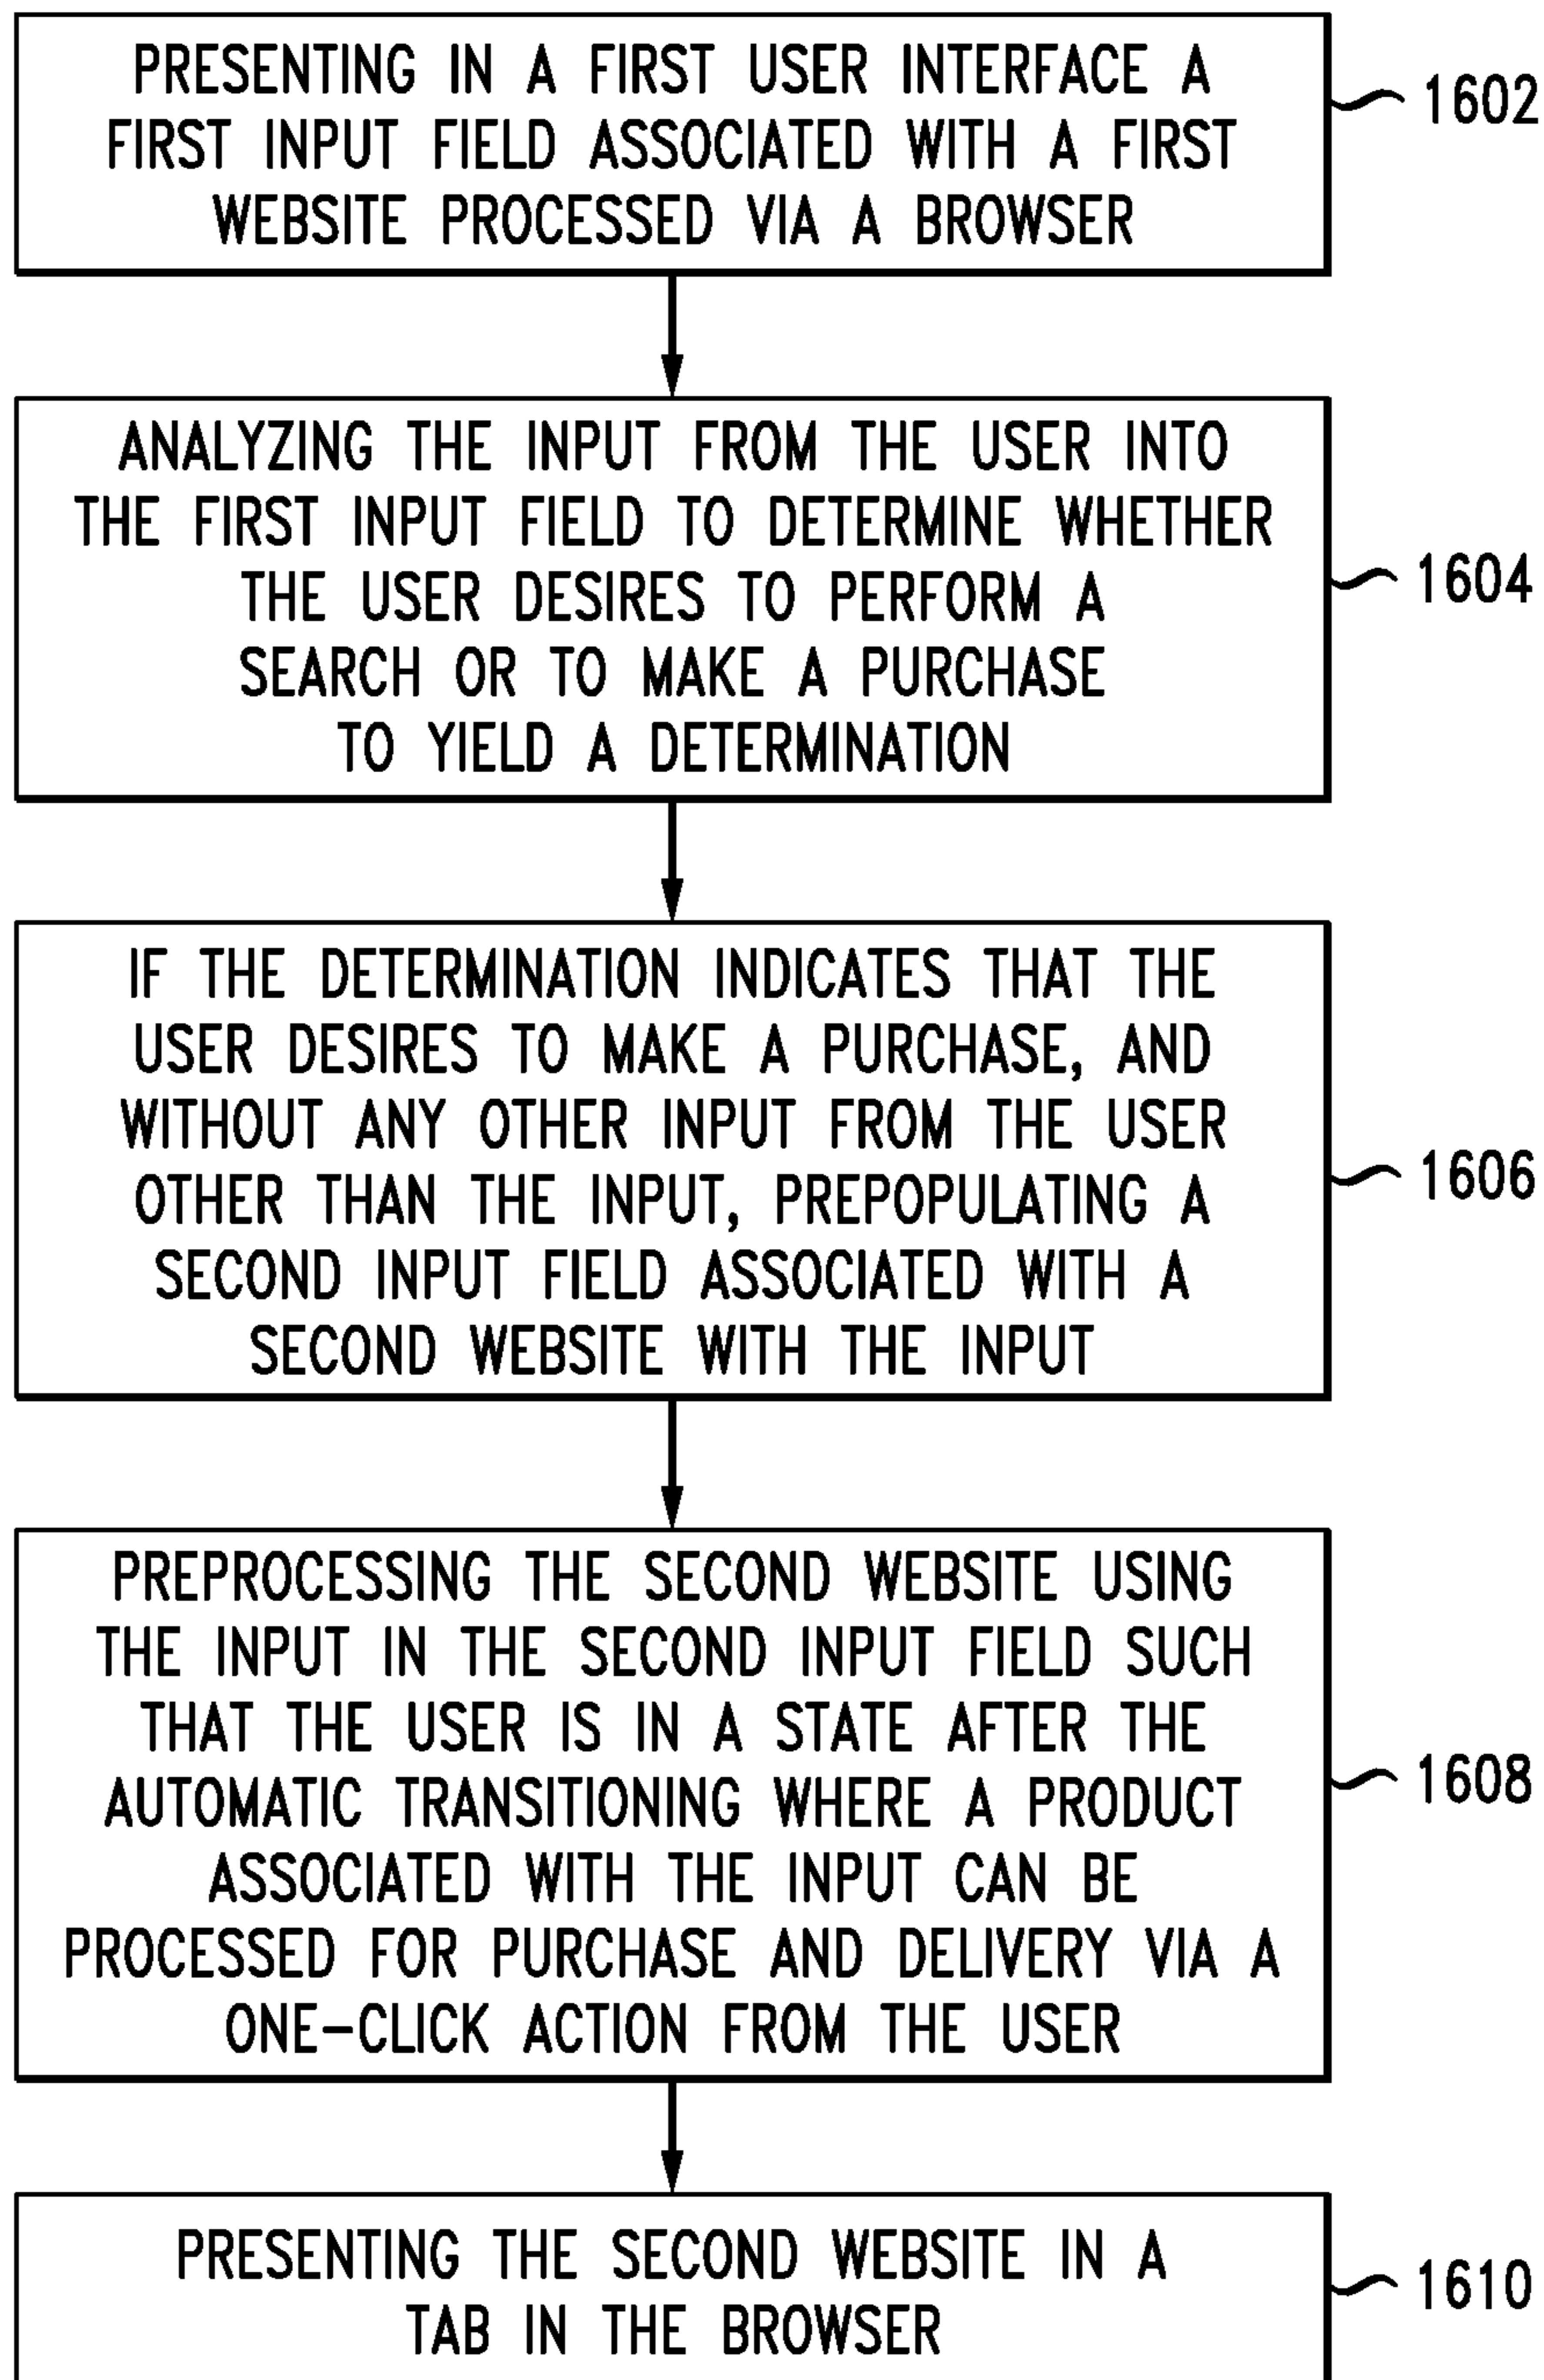 PRESENTING IN A FIRST USER INTERFACE A
FIRST INPUT FIELD ASSOCIATED WITH A FIRST
WEBSITE PROCESSED VIA A BROWSER
1602
ANALYZING THE INPUT FROM THE USER INTO
THE FIRST INPUT FIELD TO DETERMINE WHETHER
THE USER DESIRES TO PERFORM A
SEARCH OR TO MAKE A PURCHASE
TO YIELD A DETERMINATION
1604
IF THE DETERMINATION INDICATES THAT THE
USER DESIRES TO MAKE A PURCHASE, AND
WITHOUT ANY OTHER INPUT FROM THE USER
OTHER THAN THE INPUT, PREPOPULATING A
SECOND INPUT FIELD ASSOCIATED WITH A
SECOND WEBSITE WITH THE INPUT
1606
PREPROCESSING THE SECOND WEBSITE USING
THE INPUT IN THE SECOND INPUT FIELD SUCH
THAT THE USER IS IN A STATE AFTER THE
AUTOMATIC TRANSITIONING WHERE A PRODUCT
ASSOCIATED WITH THE INPUT CAN BE
PROCESSED FOR PURCHASE AND DELIVERY VIA A
ONE-CLICK ACTION FROM THE USER
1608
PRESENTING THE SECOND WEBSITE IN A
TAB IN THE BROWSER
1610